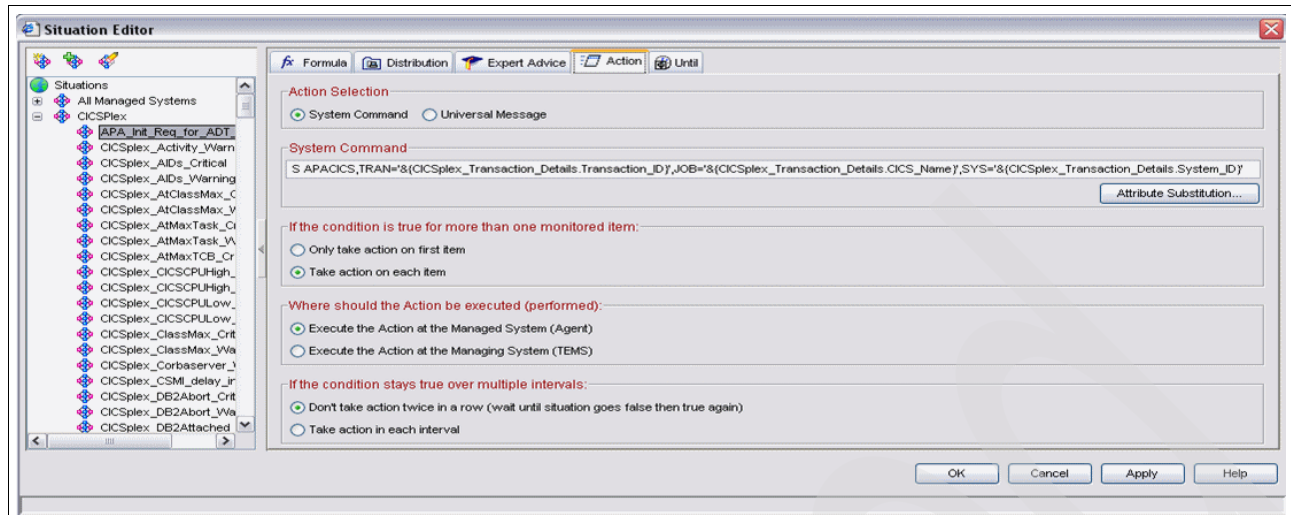 Situation Editor
Formula Distribution Expert Advice Action Until
Situations
All Managed Systems
CICSPlex
APA_Init_Req_for_ADT_
CICSplex_Activity_Warn
CICSplex_AIDs_Critical
CICSplex_AIDs_Warning
CICSplex_AtClassMax_C
CICSplex_AtClassMax_V
CICSplex_AtMaxTask_Cr
CICSplex_AtMaxTask_W
CICSplex_AtMaxTCB_Cr
CICSplex_CICSCPUHigh_
CICSplex_CICSCPUHigh_
CICSplex_CICSCPULow_
CICSplex_CICSCPULow_
CICSplex_ClassMax_Crit
CICSplex_ClassMax_Wa
CICSplex_Corbaserver_
CICSplex_CSMI_delay_ir
CICSplex_DB2Abort_Crit
CICSplex_DB2Abort_Wa
CICSplex_DB2Attached
Action Selection
System Command Universal Message
System Command
S APACICS,TRAN='&{CICSplex_Transaction_Details.Transaction_ID}',JOB='&{CICSplex_Transaction_Details.CICS_Name}',SYS='&{CICSplex_Transaction_Details.System_ID}'
Attribute Substitution...
If the condition is true for more than one monitored item:
Only take action on first item
Take action on each item
Where should the Action be executed (performed):
Execute the Action at the Managed System (Agent)
Execute the Action at the Managing System (TEMS)
If the condition stays true over multiple intervals:
Don't take action twice in a row (wait until situation goes false then true again)
Take action in each interval
OK Cancel Apply Help